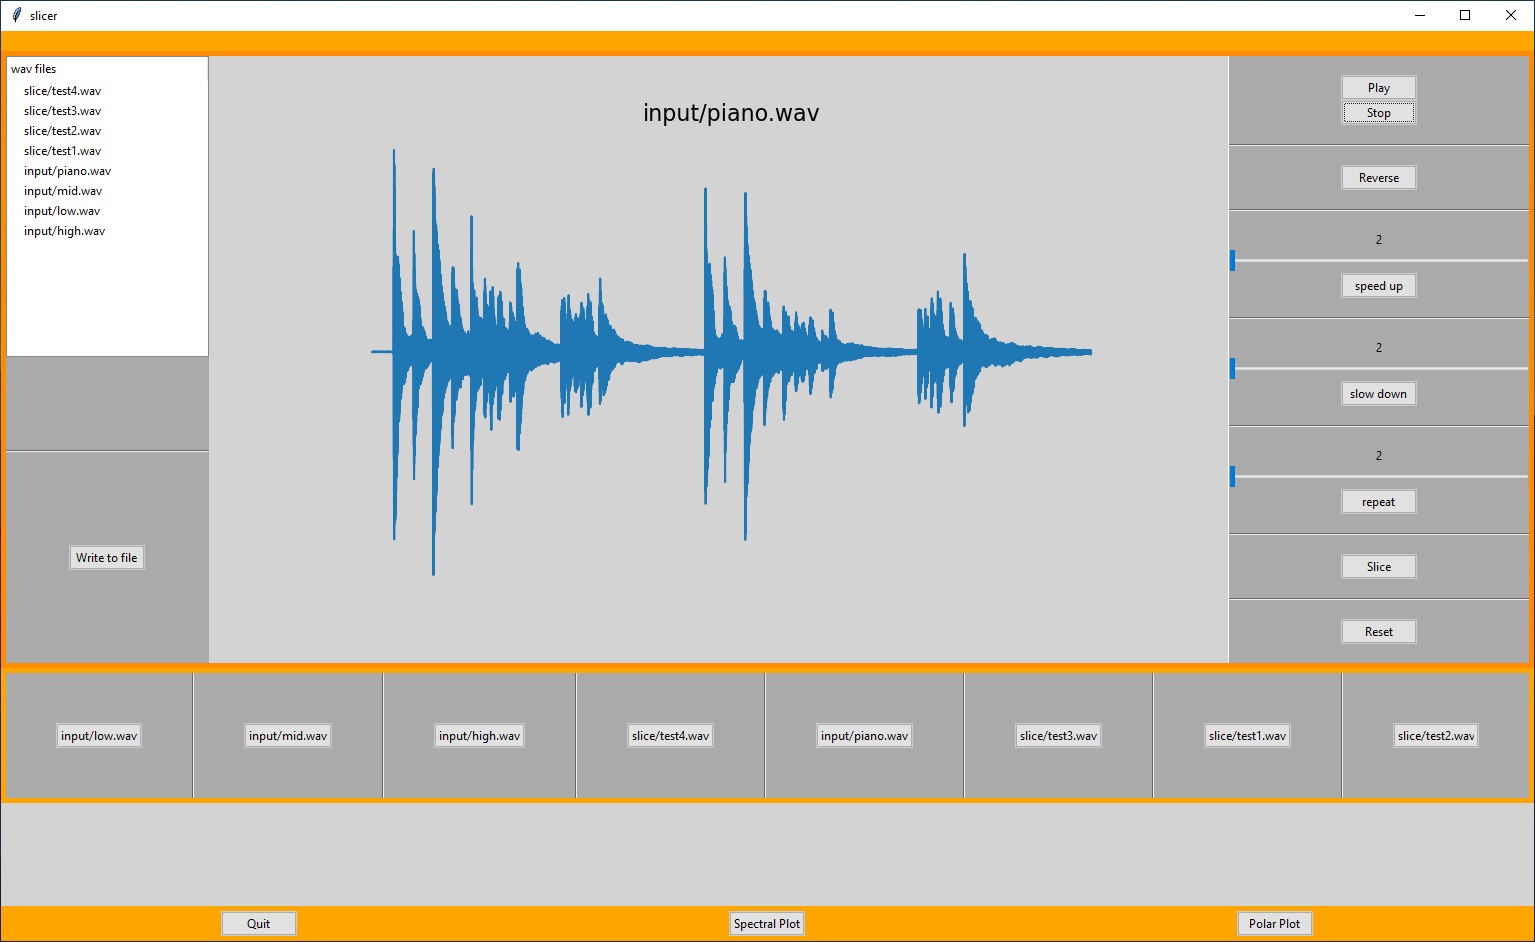 slicer
wav files
slice/test4.wav
slice/test3.wav
slice/test2.wav
slice/test1.wav
input/piano.wav
input/mid.wav
input/low.wav
input/high.wav
Write to file
input/piano.wav
Play
Stop
Reverse
2
speed up
2
slow down
2
repeat
Slice
Reset
input/low.wav
input/mid.wav
input/high.wav
slice/test4.wav
input/piano.wav
slice/test3.wav
slice/test1.wav
slice/test2.wav
Quit
Spectral Plot
Polar Plot